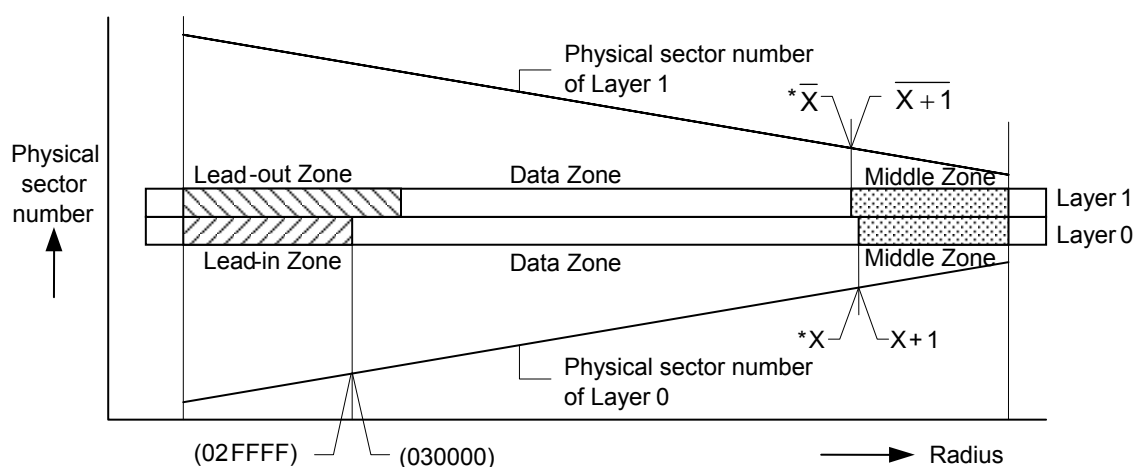 Physical sector number
of Layer 1
*X̅ X̅ ̅+̅ ̅1̅
Physical
sector
number
Lead-out Zone Data Zone Middle Zone
Layer 1
Layer 0
Lead-in Zone Data Zone Middle Zone
*X X+1
Physical sector number
of Layer 0
(02FFFF) (030000) Radius